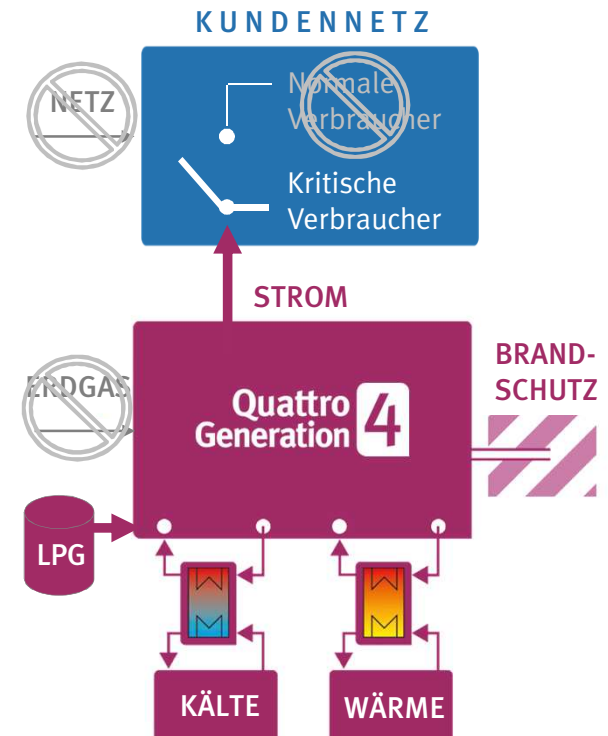 KUNDENNETZ
NETZ
Normale
Verbraucher
Kritische
Verbraucher
STROM
BRAND-
SCHUTZ
ERDGAS
Quattro
Generation 4
LPG
KÄLTE
WÄRME